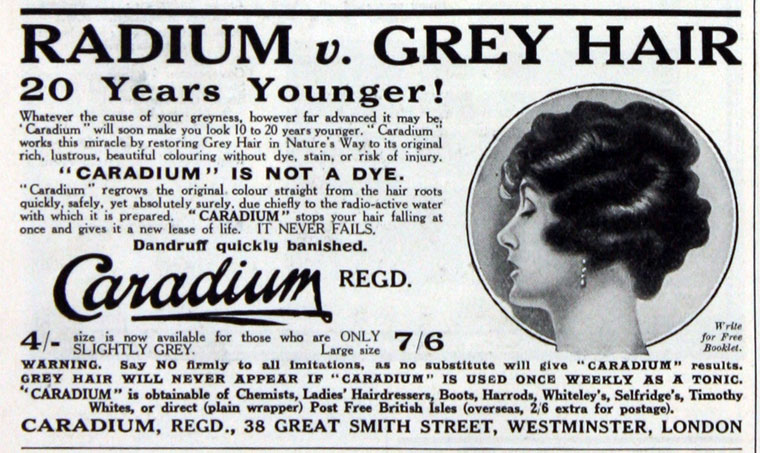 RADIUM v. GREY HAIR
20 Years Younger!
Whatever the cause of your greyness, however far advanced it may be,
"Caradium" will soon make you look 10 to 20 years younger. "Caradium"
works this miracle by restoring Grey Hair in Nature's Way to its original
rich, lustrous, beautiful colouring without dye, stain, or risk of injury.
"CARADIUM" IS NOT A DYE.
"Caradium" regrows the original colour straight from the hair roots
quickly, safely, yet absolutely surely, due chiefly to the radio-active water
with which it is prepared. "CARADIUM" stops your hair falling at
once and gives it a new lease of life. IT NEVER FAILS.
Dandruff quickly banished.
Caradium REGD.
4/- size is now available for those who are ONLY
SLIGHTLY GREY. Large size 7/6
Write
for Free
Booklet.
WARNING. Say NO firmly to all imitations, as no substitute will give "CARADIUM" results.
GREY HAIR WILL NEVER APPEAR IF "CARADIUM" IS USED ONCE WEEKLY AS A TONIC.
"CARADIUM" is obtainable of Chemists, Ladies' Hairdressers, Boots, Harrods, Whiteley's, Selfridge's, Timothy
Whites, or direct (plain wrapper) Post Free British Isles (overseas, 2/6 extra for postage).
CARADIUM, REGD., 38 GREAT SMITH STREET, WESTMINSTER, LONDON